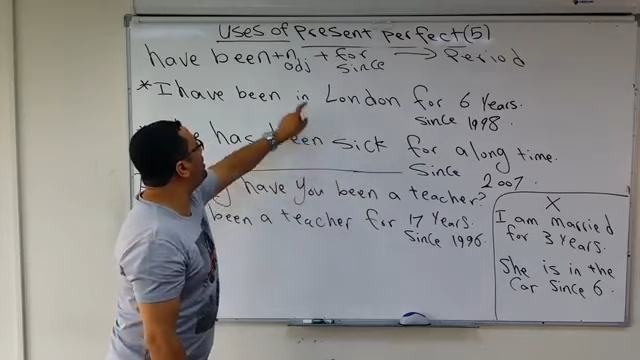 Uses of Present Perfect (5)
have been + n + for → Period
adj since
* I have been in London for 6 Years.
since 1998.
has been sick for along time.
Since 2007.
have You been a teacher?
been a teacher for 17 Years.
since 1996.
X
I am married
for 3 Years.
She is in the
Car Since 6.